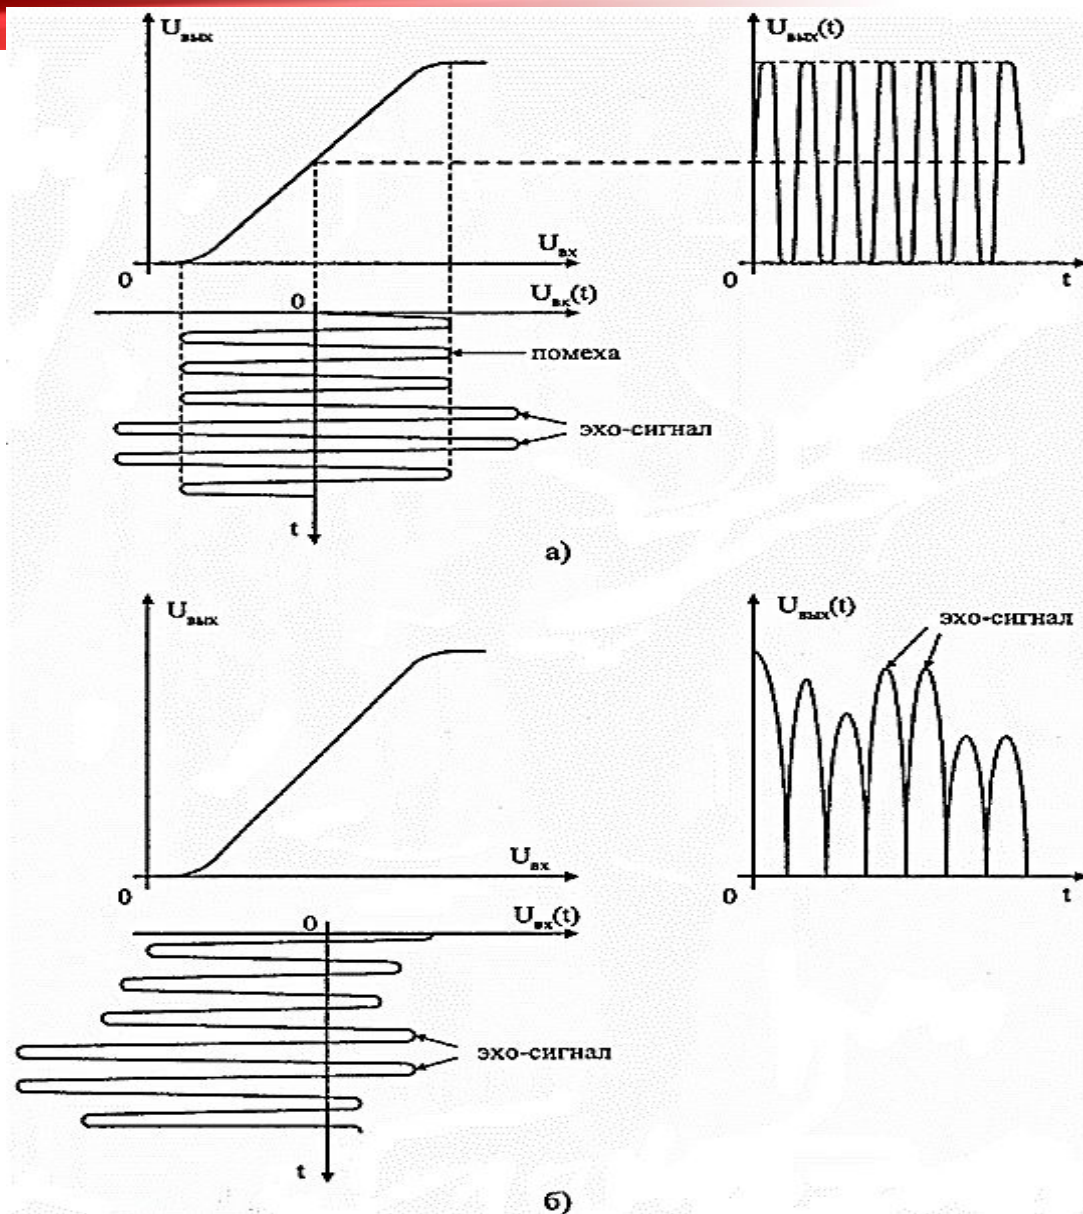 Uвых
Uвых(t)
Uвх
0
0
t
0
Uвх(t)
помеха
эхо-сигнал
t
а)
Uвых
Uвых(t)
эхо-сигнал
Uвх
0
0
t
0
Uвх(t)
эхо-сигнал
t
б)